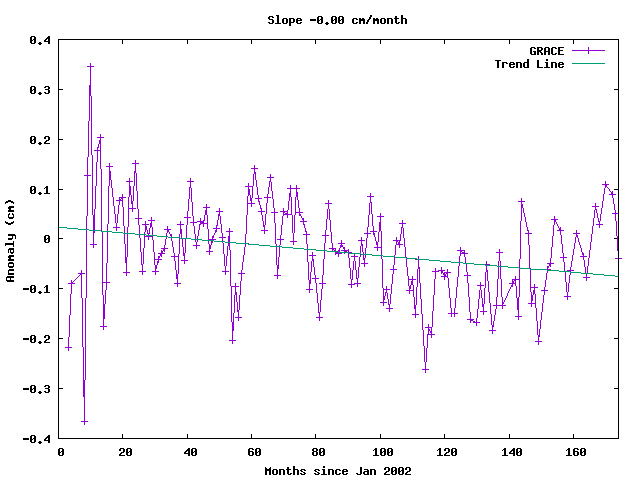 Slope -0.00 cm/month
GRACE
Trend Line
0.4
0.3
0.2
0.1
0
-0.1
-0.2
-0.3
-0.4
Anomaly (cm)
0 20 40 60 80 100 120 140 160
Months since Jan 2002